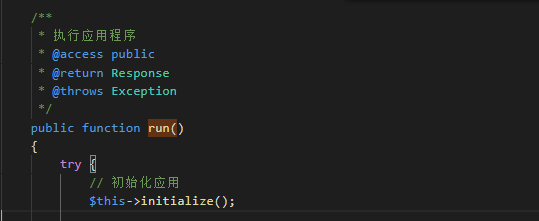 /**
* 执行应用程序
* @access public
* @return Response
* @throws Exception
*/
public function run()
{
try {
// 初始化应用
$this->initialize();